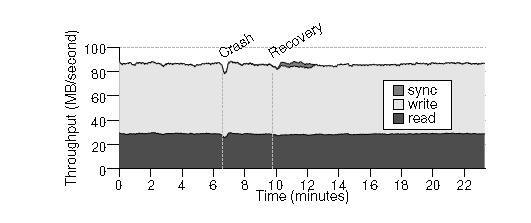 Crash
Recovery
Throughput (MB/second)
100
80
60
40
20
0
sync
write
read
0 2 4 6 8 10 12 14 16 18 20 22
Time (minutes)